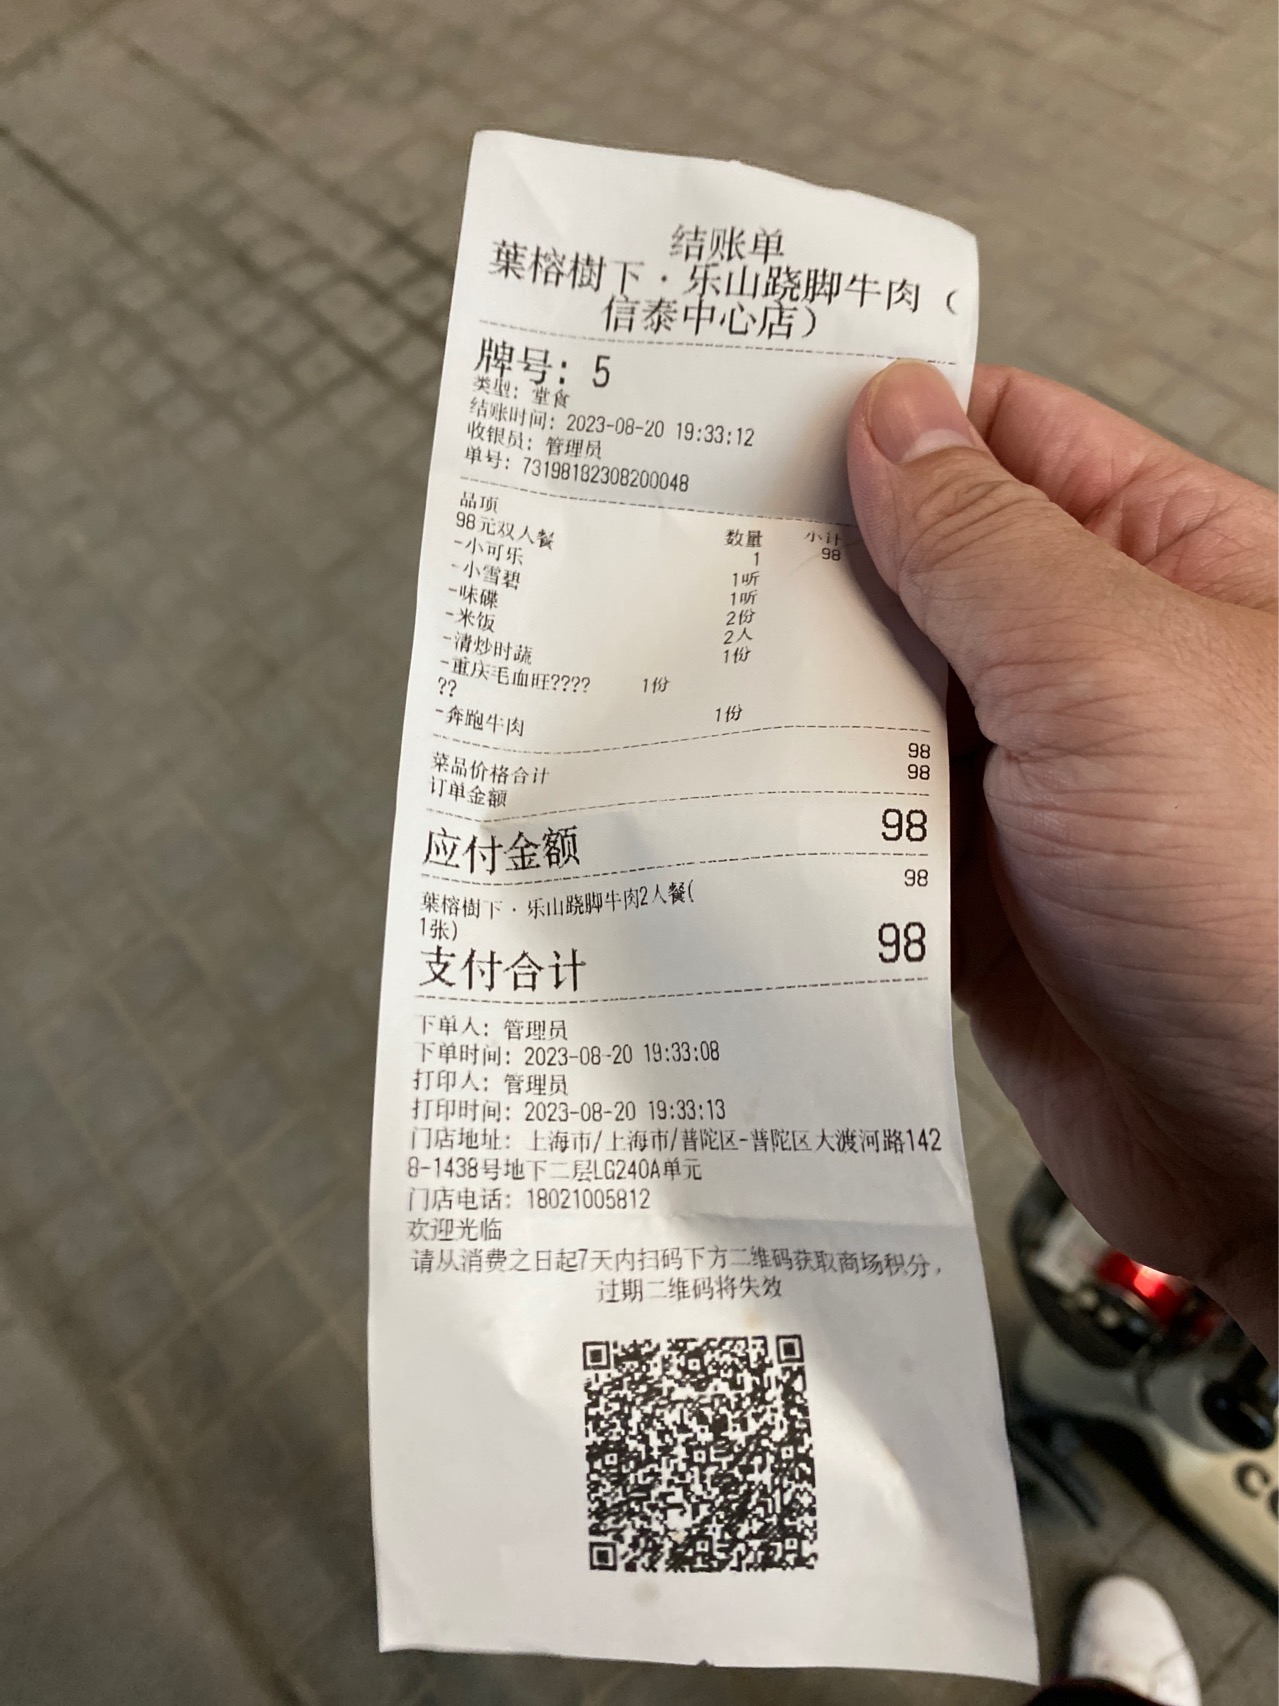 结账单
葉榕樹下·乐山跷脚牛肉（
信泰中心店）
牌号：5
类型：堂食
结账时间：2023-08-20 19:33:12
收银员：管理员
单号：73198182308200048
品项 数量 小计
98元双人餐 1 98
-小可乐 1听
-小雪碧 1听
-味碟 2份
-米饭 2人
-清炒时蔬 1份
-重庆毛血旺???? 1份
??
-奔跑牛肉 1份
菜品价格合计 98
订单金额 98
应付金额 98
葉榕樹下·乐山跷脚牛肉2人餐( 98
1张)
支付合计 98
下单人：管理员
下单时间：2023-08-20 19:33:08
打印人：管理员
打印时间：2023-08-20 19:33:13
门店地址：上海市/上海市/普陀区-普陀区大渡河路142
8-1438号地下二层LG240A单元
门店电话：18021005812
欢迎光临
请从消费之日起7天内扫码下方二维码获取商场积分，
过期二维码将失效